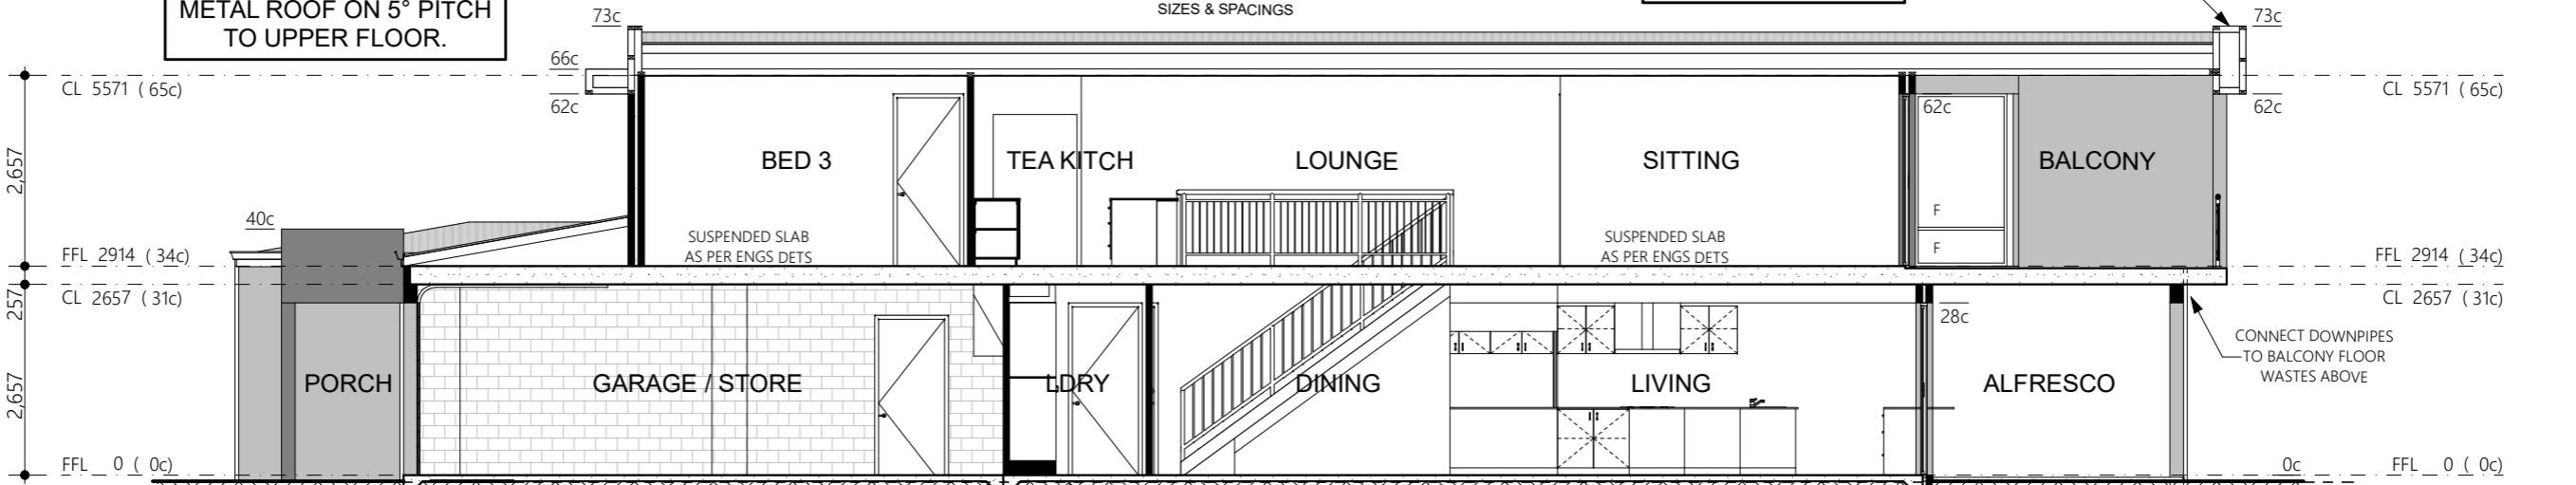 METAL ROOF ON 5° PITCH
TO UPPER FLOOR.
SIZES & SPACINGS
73c
73c
66c
CL 5571 ( 65c)
62c
62c
62c
CL 5571 ( 65c)
2,657
BED 3
TEA KITCH
LOUNGE
SITTING
BALCONY
40c
F
F
SUSPENDED SLAB
AS PER ENGS DETS
SUSPENDED SLAB
AS PER ENGS DETS
FFL 2914 ( 34c)
FFL 2914 ( 34c)
257
CL 2657 ( 31c)
CL 2657 ( 31c)
28c
CONNECT DOWNPIPES
TO BALCONY FLOOR
WASTES ABOVE
2,657
PORCH
GARAGE / STORE
LDRY
DINING
LIVING
ALFRESCO
FFL 0 ( 0c)
0c
FFL 0 ( 0c)